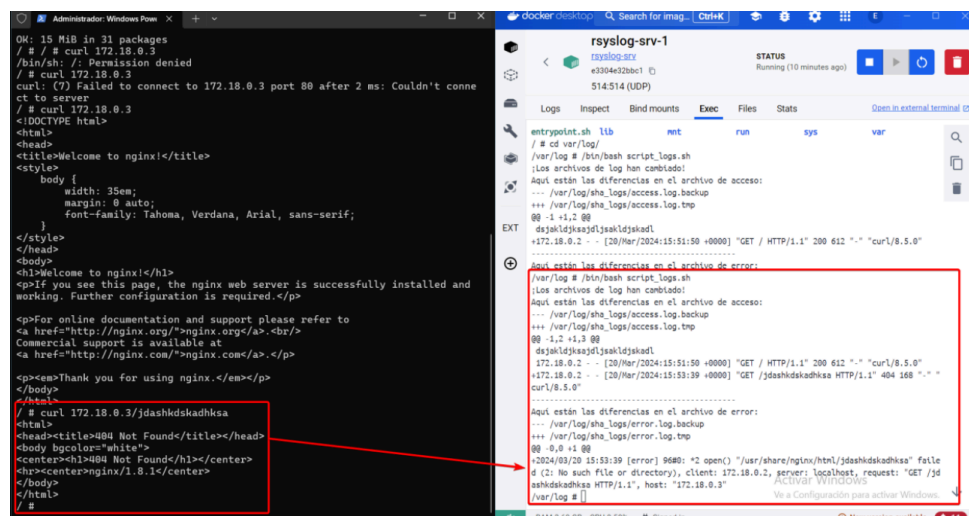 Administrador: Windows Pow
OK: 15 MiB in 31 packages
/ # / # curl 172.18.0.3
/bin/sh: /: Permission denied
/ # curl 172.18.0.3
curl: (7) Failed to connect to 172.18.0.3 port 80 after 2 ms: Couldn't conne
ct to server
/ # curl 172.18.0.3
<!DOCTYPE html>
<html>
<head>
<title>Welcome to nginx!</title>
<style>
    body {
        width: 35em;
        margin: 0 auto;
        font-family: Tahoma, Verdana, Arial, sans-serif;
    }
</style>
</head>
<body>
<h1>Welcome to nginx!</h1>
<p>If you see this page, the nginx web server is successfully installed and
working. Further configuration is required.</p>
<p>For online documentation and support please refer to
<a href="http://nginx.org/">nginx.org</a>.<br/>
Commercial support is available at
<a href="http://nginx.com/">nginx.com</a>.</p>
<p><em>Thank you for using nginx.</em></p>
</body>
</html>
/ # curl 172.18.0.3/jdashkdskadhksa
<html>
<head><title>404 Not Found</title></head>
<body bgcolor="white">
<center><h1>404 Not Found</h1></center>
<hr><center>nginx/1.8.1</center>
</body>
</html>
/ #
docker desktop Search for imag... Ctrl+K E
rsyslog-srv-1
rsyslog-srv
e3304e32bbc1
514:514 (UDP)
STATUS
Running (10 minutes ago)
Logs Inspect Bind mounts Exec Files Stats Open in external terminal
EXT
entrypoint.sh lib mnt run sys var
/ # cd var/log/
/var/log # /bin/bash script_logs.sh
¡Los archivos de log han cambiado!
Aquí están las diferencias en el archivo de acceso:
--- /var/log/sha_logs/access.log.backup
+++ /var/log/sha_logs/access.log.tmp
@@ -1 +1,2 @@
 dsjakldjksajdljsakldjskadl
+172.18.0.2 - - [20/Mar/2024:15:51:50 +0000] "GET / HTTP/1.1" 200 612 "-" "curl/8.5.0"
----------------------------------------------
Aquí están las diferencias en el archivo de error:
/var/log # /bin/bash script_logs.sh
¡Los archivos de log han cambiado!
Aquí están las diferencias en el archivo de acceso:
--- /var/log/sha_logs/access.log.backup
+++ /var/log/sha_logs/access.log.tmp
@@ -1,2 +1,3 @@
 dsjakldjksajdljsakldjskadl
 172.18.0.2 - - [20/Mar/2024:15:51:50 +0000] "GET / HTTP/1.1" 200 612 "-" "curl/8.5.0"
+172.18.0.2 - - [20/Mar/2024:15:53:39 +0000] "GET /jdashkdskadhksa HTTP/1.1" 404 168 "-" "
curl/8.5.0"
----------------------------------------------
Aquí están las diferencias en el archivo de error:
--- /var/log/sha_logs/error.log.backup
+++ /var/log/sha_logs/error.log.tmp
@@ -0,0 +1 @@
+2024/03/20 15:53:39 [error] 96#0: *2 open() "/usr/share/nginx/html/jdashkdskadhksa" faile
d (2: No such file or directory), client: 172.18.0.2, server: localhost, request: "GET /jd
ashkdskadhksa HTTP/1.1", host: "172.18.0.3"
/var/log #
Activar Windows
Ve a Configuración para activar Windows.